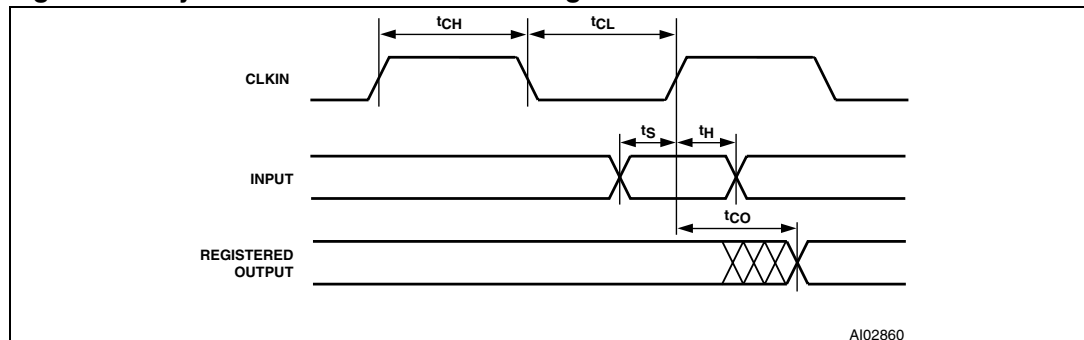 tCH
tCL
CLKIN
tS
tH
INPUT
tCO
REGISTERED
OUTPUT
AI02860